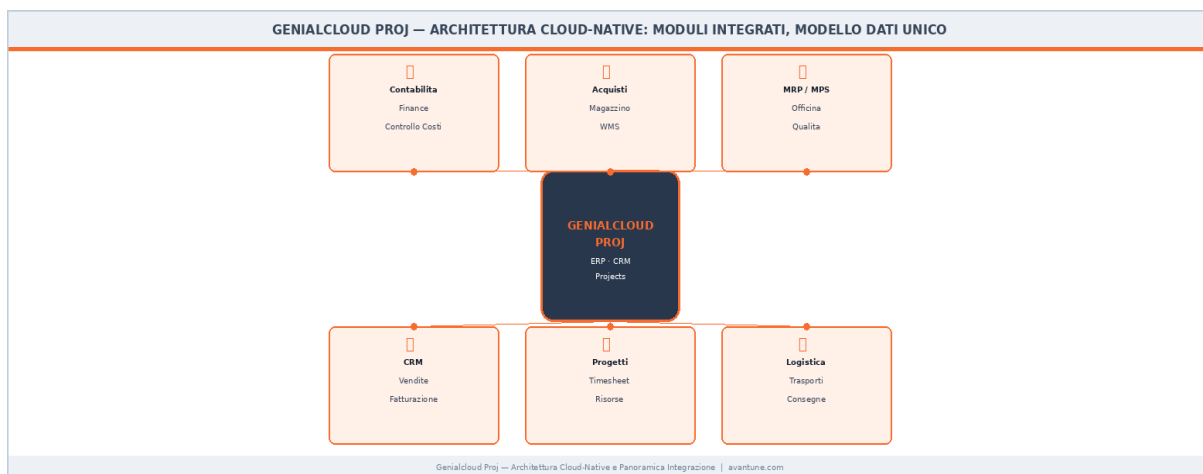 GENIALCLOUD PROJ — ARCHITETTURA CLOUD-NATIVE: MODULI INTEGRATI, MODELLO DATI UNICO
Contabilita
Finance
Controllo Costi
Acquisti
Magazzino
WMS
MRP / MPS
Officina
Qualita
GENIALCLOUD
PROJ
ERP · CRM
Projects
CRM
Vendite
Fatturazione
Progetti
Timesheet
Risorse
Logistica
Trasporti
Consegne
Genialcloud Proj — Architettura Cloud-Native e Panoramica Integrazione | avantune.com